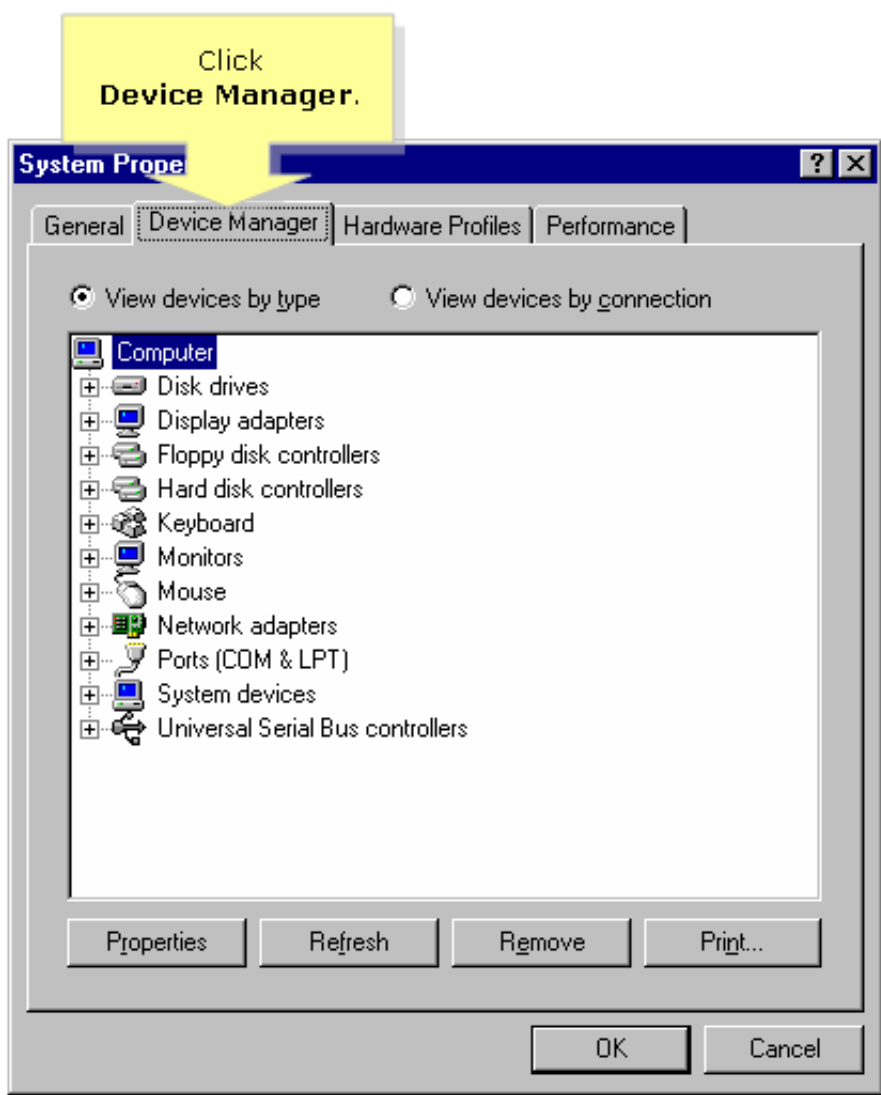 Click
Device Manager.
System Prope
General Device Manager Hardware Profiles Performance
View devices by type View devices by connection
Computer
Disk drives
Display adapters
Floppy disk controllers
Hard disk controllers
Keyboard
Monitors
Mouse
Network adapters
Ports (COM & LPT)
System devices
Universal Serial Bus controllers
Properties Refresh Remove Print...
OK Cancel